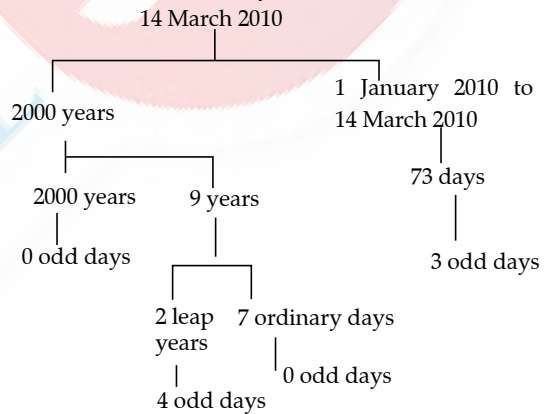 14 March 2010
2000 years
1 January 2010 to
14 March 2010
2000 years
9 years
73 days
0 odd days
3 odd days
2 leap
years
7 ordinary days
4 odd days
0 odd days